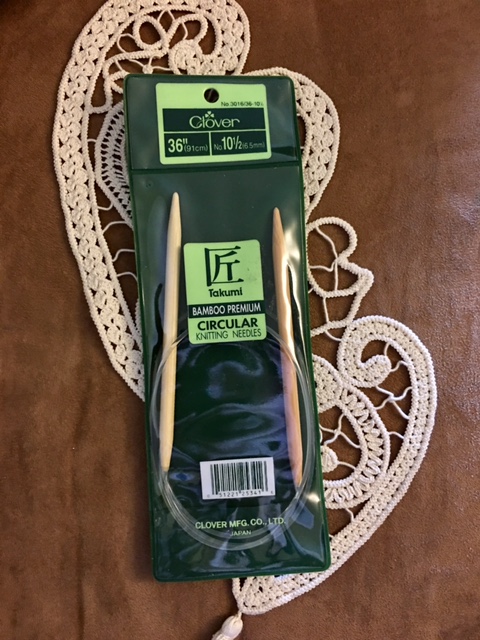 No.3016/36-10½
Clover
36"(91cm) No.10½(6.5mm)
匠
Takumi
BAMBOO PREMIUM
CIRCULAR
KNITTING NEEDLES
CLOVER MFG. CO., LTD.
JAPAN